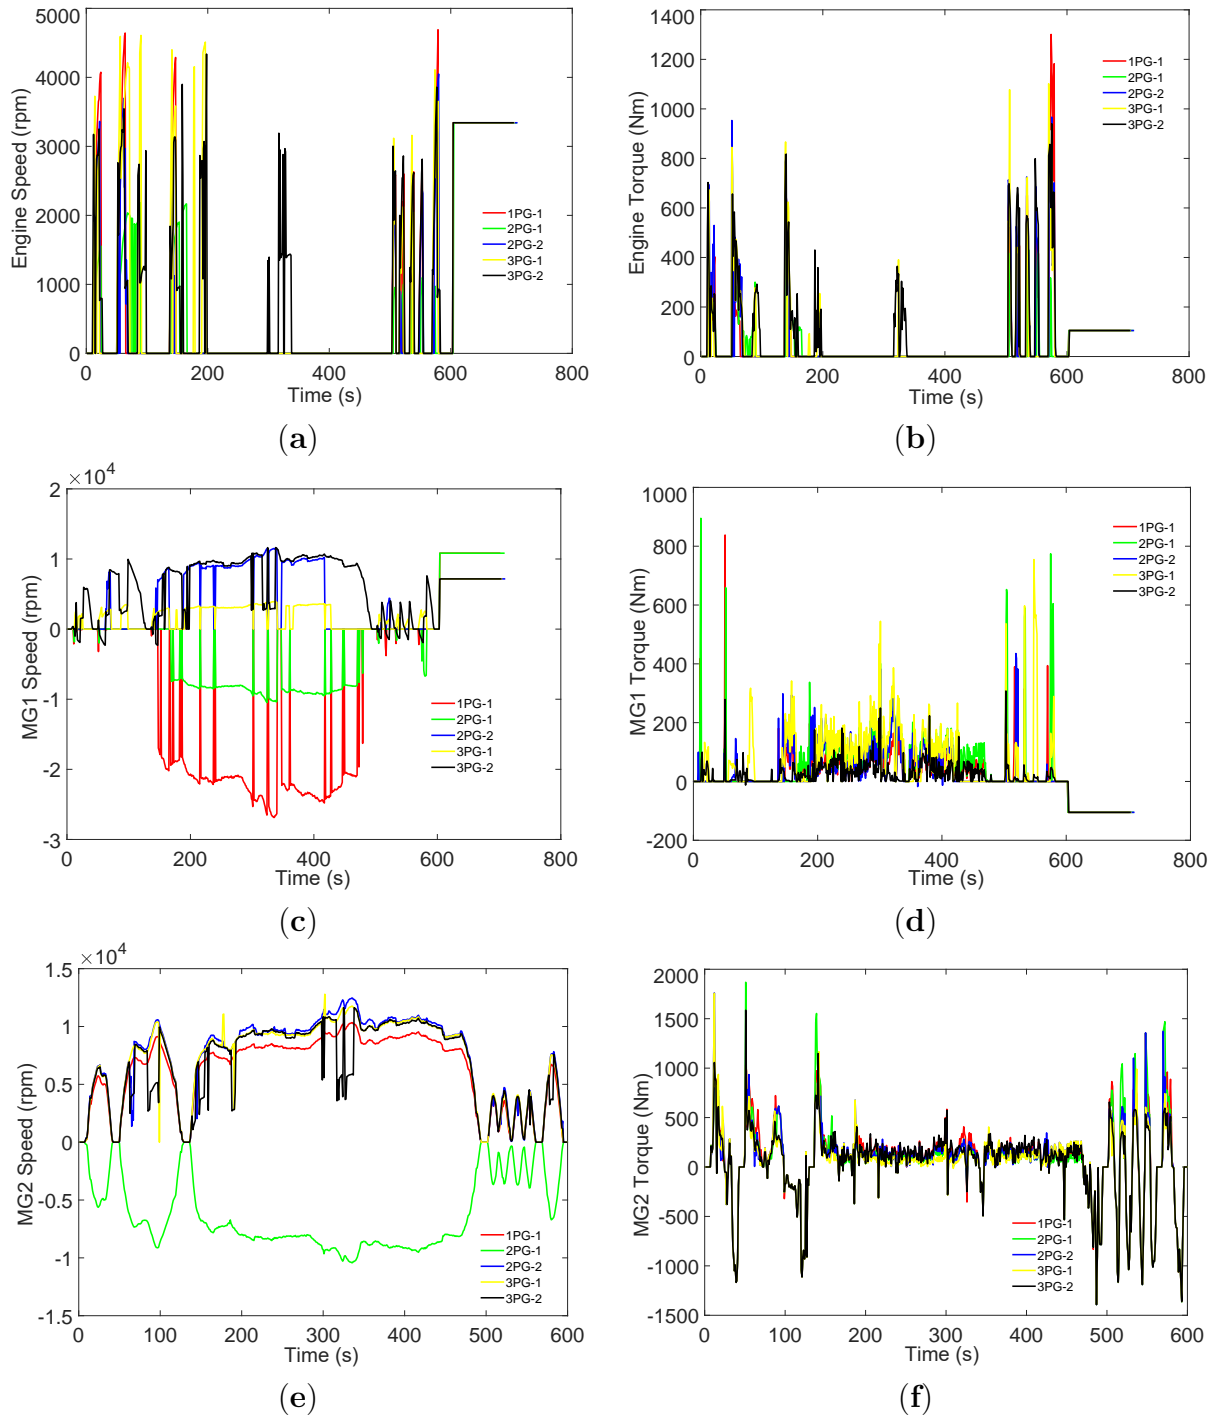 5000
4000
3000
2000
1000
0
Engine Speed (rpm)
0 200 400 600 800
Time (s)
1PG-1
2PG-1
2PG-2
3PG-1
3PG-2
(a)
1400
1200
1000
800
600
400
200
0
Engine Torque (Nm)
0 200 400 600 800
Time (s)
1PG-1
2PG-1
2PG-2
3PG-1
3PG-2
(b)
×10⁴
2
1
0
-1
-2
-3
MG1 Speed (rpm)
0 200 400 600 800
Time (s)
1PG-1
2PG-1
2PG-2
3PG-1
3PG-2
(c)
1000
800
600
400
200
0
-200
MG1 Torque (Nm)
0 200 400 600 800
Time (s)
1PG-1
2PG-1
2PG-2
3PG-1
3PG-2
(d)
×10⁴
1.5
1
0.5
0
-0.5
-1
-1.5
MG2 Speed (rpm)
0 100 200 300 400 500 600
Time (s)
1PG-1
2PG-1
2PG-2
3PG-1
3PG-2
(e)
2000
1500
1000
500
0
-500
-1000
-1500
MG2 Torque (Nm)
0 100 200 300 400 500 600
Time (s)
1PG-1
2PG-1
2PG-2
3PG-1
3PG-2
(f)